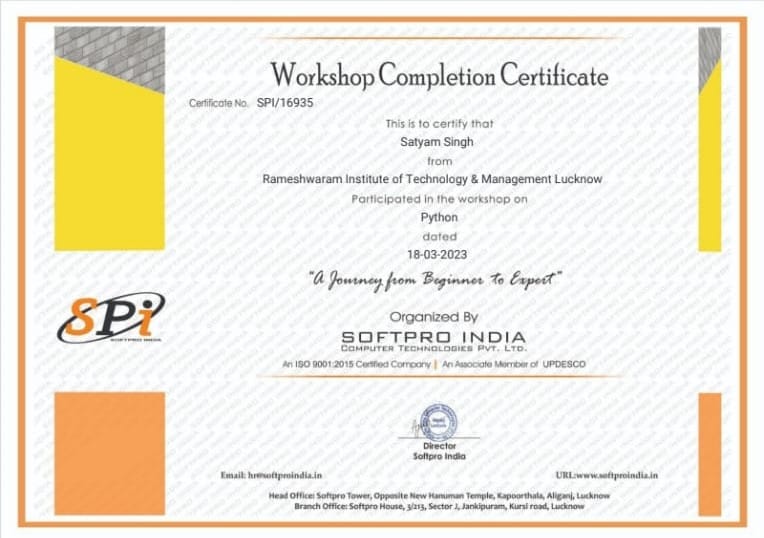 Workshop Completion Certificate
Certificate No. SPI/16935
This is to certify that
Satyam Singh
from
Rameshwaram Institute of Technology & Management Lucknow
Participated in the workshop on
Python
dated
18-03-2023
"A Journey from Beginner to Expert"
SPi
SOFTPRO INDIA
Organized By
SOFTPRO INDIA
COMPUTER TECHNOLOGIES PVT. LTD.
An ISO 9001:2015 Certified Company | An Associate Member of UPDESCO
Director
Softpro India
Email: hr@softproindia.in
URL:www.softproindia.in
Head Office: Softpro Tower, Opposite New Hanuman Temple, Kapoorthala, Aliganj, Lucknow
Branch Office: Softpro House, 3/213, Sector J, Jankipuram, Kursi road, Lucknow